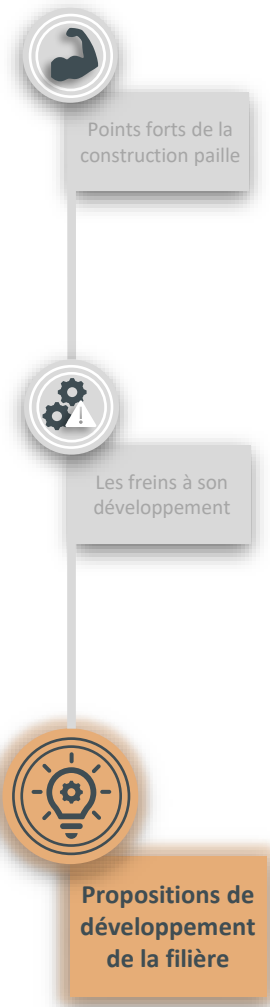 Points forts de la
construction paille
Les freins à son
développement
Propositions de
développement
de la filière